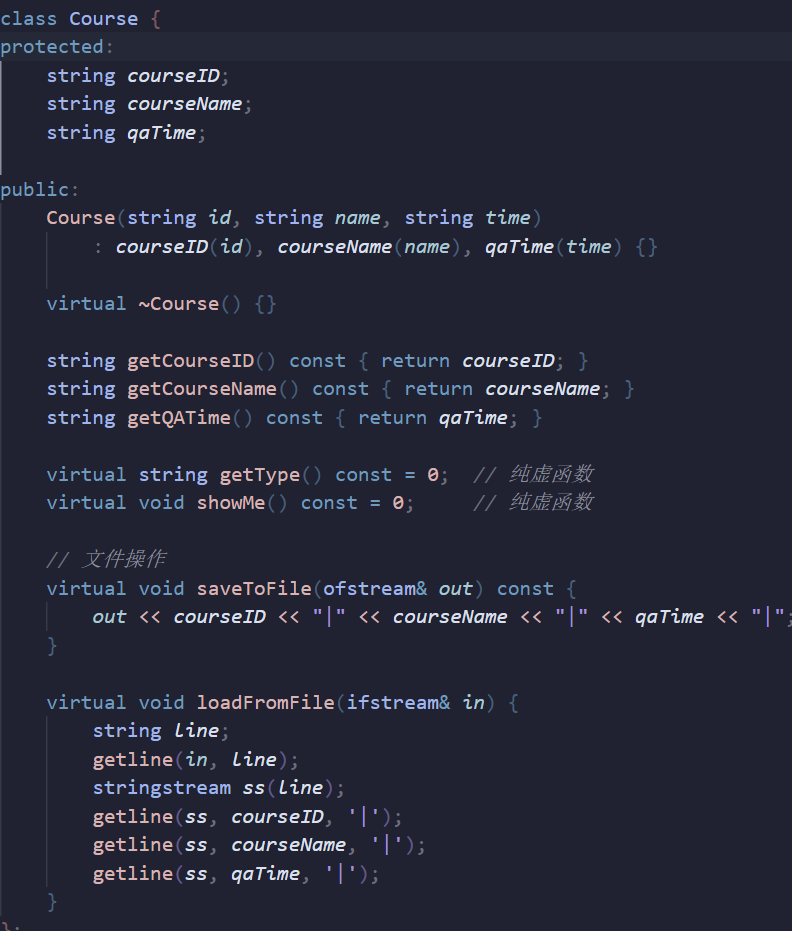 class Course {
protected:
    string courseID;
    string courseName;
    string qaTime;

public:
    Course(string id, string name, string time)
        : courseID(id), courseName(name), qaTime(time) {}

    virtual ~Course() {}

    string getCourseID() const { return courseID; }
    string getCourseName() const { return courseName; }
    string getQATime() const { return qaTime; }

    virtual string getType() const = 0;  // 纯虚函数
    virtual void showMe() const = 0;     // 纯虚函数

    // 文件操作
    virtual void saveToFile(ofstream& out) const {
        out << courseID << "|" << courseName << "|" << qaTime << "|";
    }

    virtual void loadFromFile(ifstream& in) {
        string line;
        getline(in, line);
        stringstream ss(line);
        getline(ss, courseID, '|');
        getline(ss, courseName, '|');
        getline(ss, qaTime, '|');
    }
};